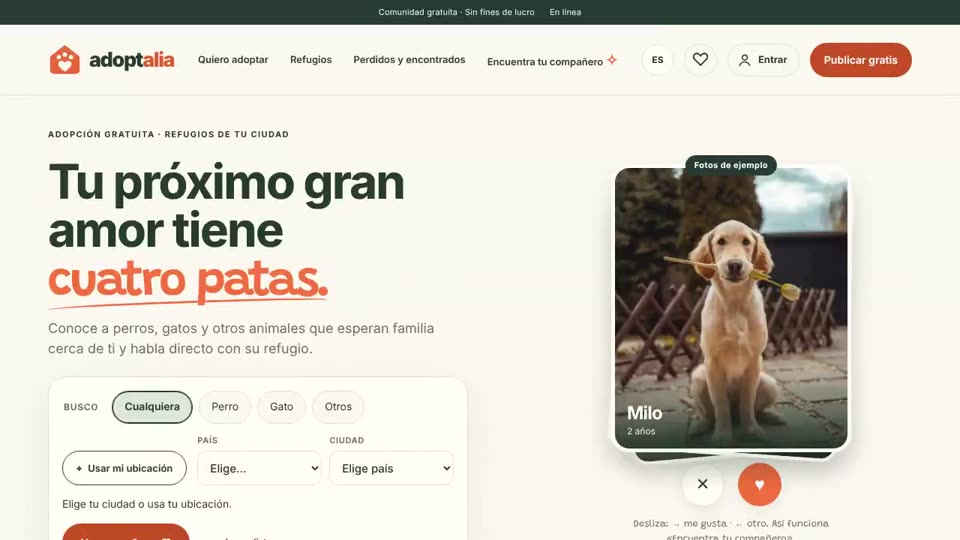 Comunidad gratuita · Sin fines de lucro En línea
adoptalia
Quiero adoptar
Refugios
Perdidos y encontrados
Encuentra tu compañero
ES
Entrar
Publicar gratis
ADOPCIÓN GRATUITA · REFUGIOS DE TU CIUDAD
Tu próximo gran
amor tiene
cuatro patas.
Conoce a perros, gatos y otros animales que esperan familia
cerca de ti y habla directo con su refugio.
BUSCO
Cualquiera
Perro
Gato
Otros
PAÍS
CIUDAD
Usar mi ubicación
Elige...
Elige país
Elige tu ciudad o usa tu ubicación.
Fotos de ejemplo
Milo
2 años
Desliza: → me gusta · ← otro. Así funciona
«Encuentra tu compañero».